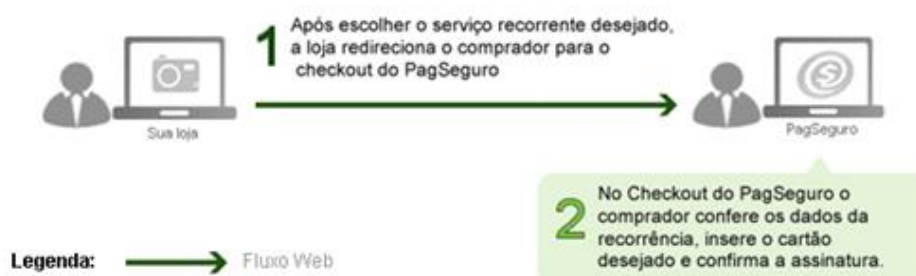 1 Após escolher o serviço recorrente desejado,
a loja redireciona o comprador para o
checkout do PagSeguro
Sua loja
PagSeguro
2 No Checkout do PagSeguro o
comprador confere os dados da
recorrência, insere o cartão
desejado e confirma a assinatura.
Legenda: Fluxo Web